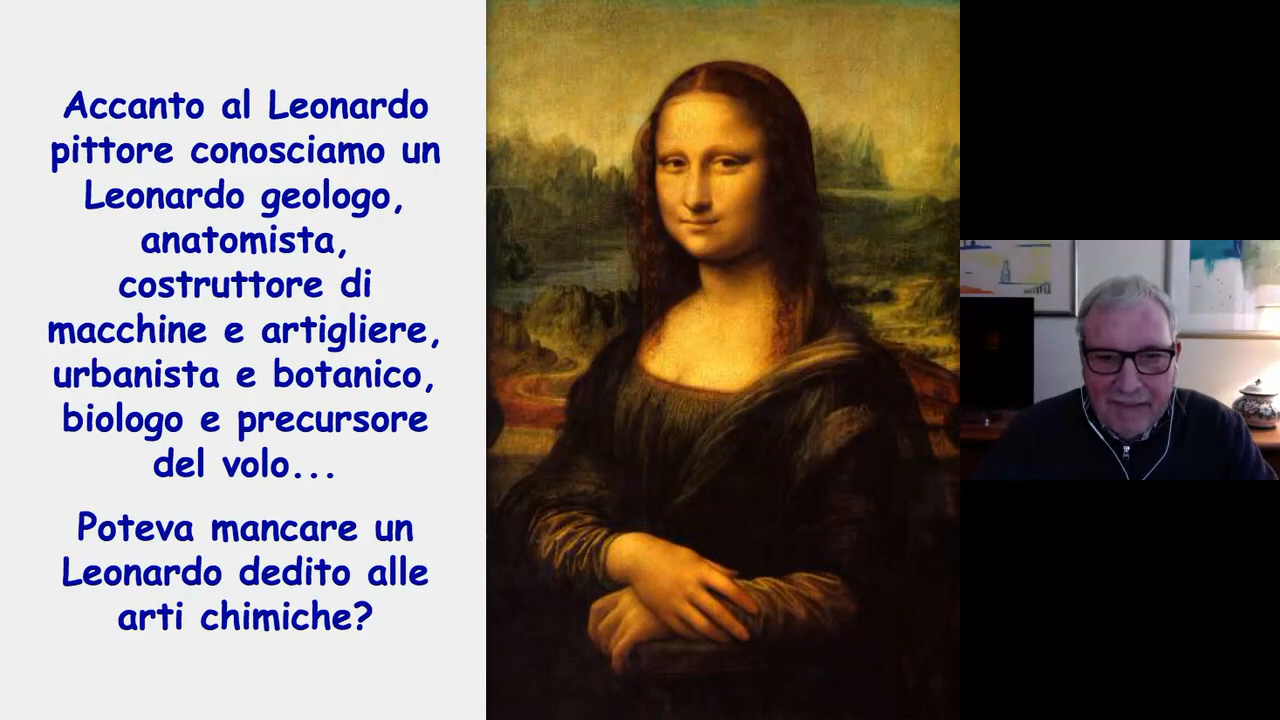 Accanto al Leonardo
pittore conosciamo un
Leonardo geologo,
anatomista,
costruttore di
macchine e artigliere,
urbanista e botanico,
biologo e precursore
del volo...
Poteva mancare un
Leonardo dedito alle
arti chimiche?